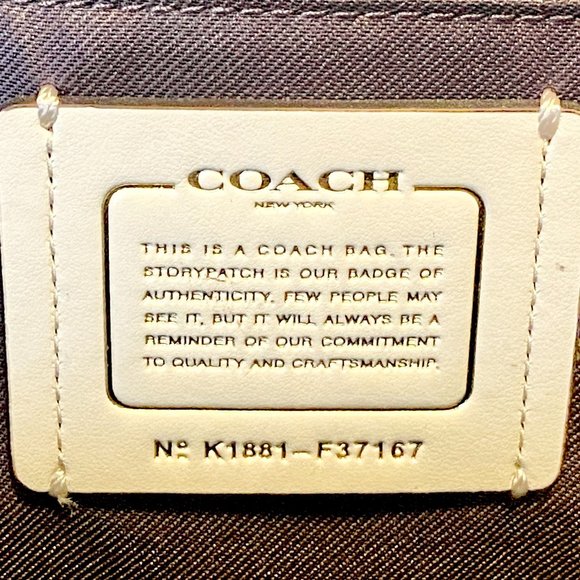 COACH
NEW YORK
THIS IS A COACH BAG. THE
STORYPATCH IS OUR BADGE OF
AUTHENTICITY. FEW PEOPLE MAY
SEE IT, BUT IT WILL ALWAYS BE A
REMINDER OF OUR COMMITMENT
TO QUALITY AND CRAFTSMANSHIP.
Nº K1881-F37167